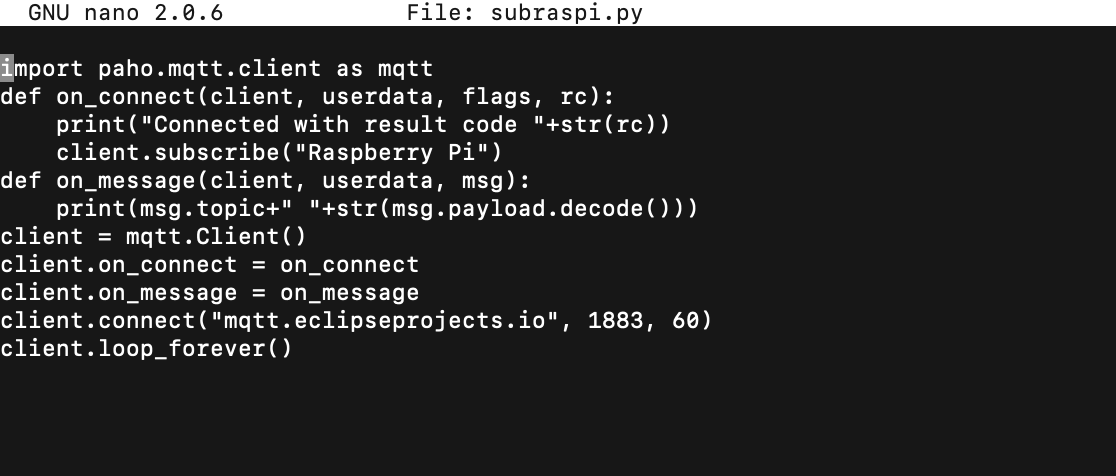 GNU nano 2.0.6 File: subraspi.py
import paho.mqtt.client as mqtt
def on_connect(client, userdata, flags, rc):
    print("Connected with result code "+str(rc))
    client.subscribe("Raspberry Pi")
def on_message(client, userdata, msg):
    print(msg.topic+" "+str(msg.payload.decode()))
client = mqtt.Client()
client.on_connect = on_connect
client.on_message = on_message
client.connect("mqtt.eclipseprojects.io", 1883, 60)
client.loop_forever()